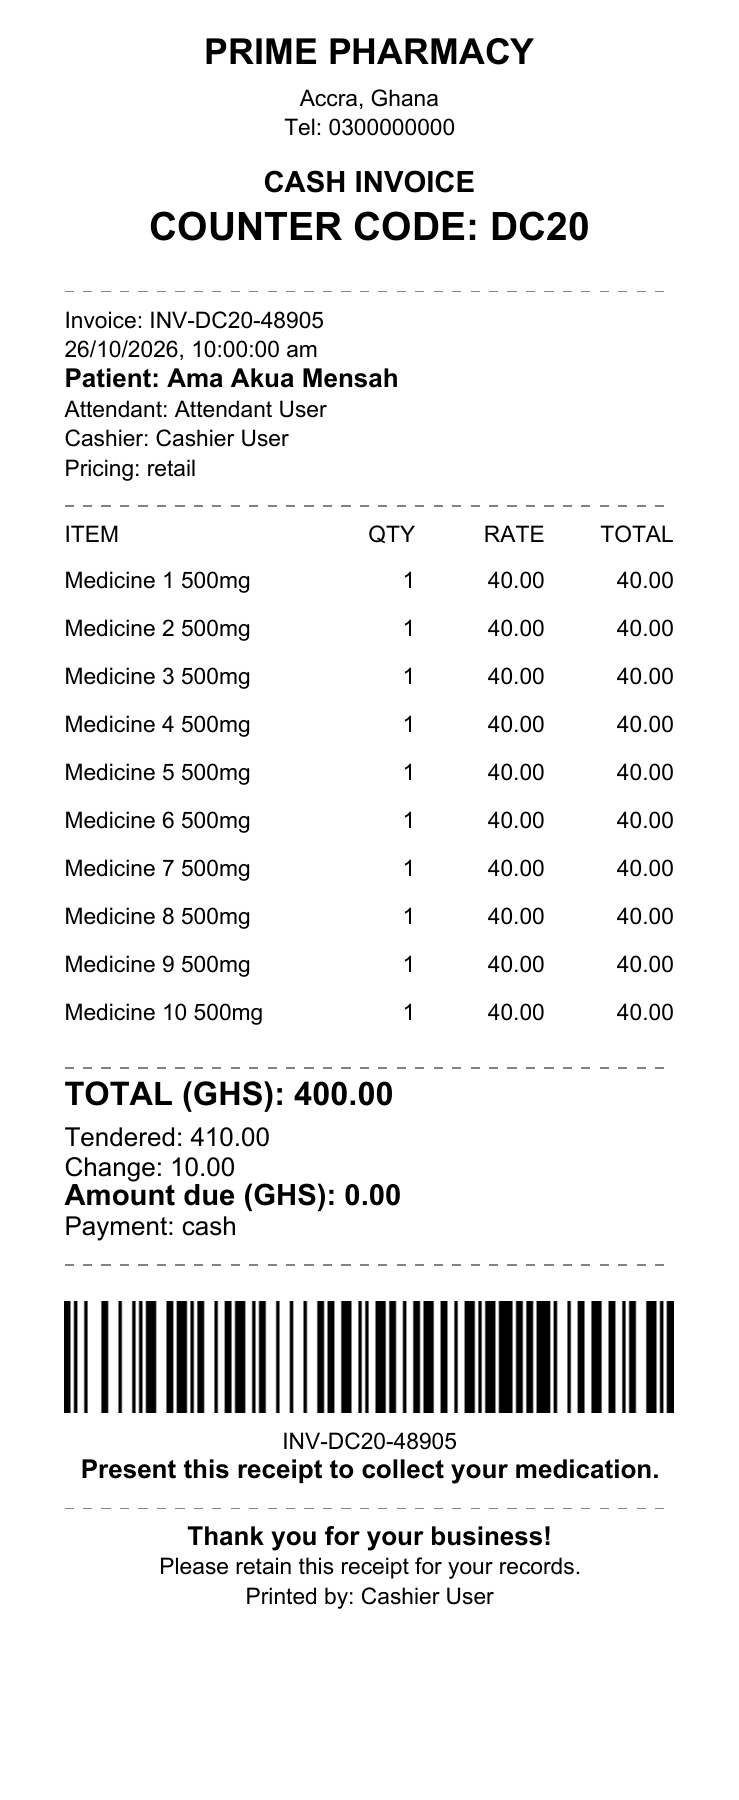 PRIME PHARMACY
Accra, Ghana
Tel: 0300000000
CASH INVOICE
COUNTER CODE: DC20
Invoice: INV-DC20-48905
26/10/2026, 10:00:00 am
Patient: Ama Akua Mensah
Attendant: Attendant User
Cashier: Cashier User
Pricing: retail
ITEM QTY RATE TOTAL
Medicine 1 500mg 1 40.00 40.00
Medicine 2 500mg 1 40.00 40.00
Medicine 3 500mg 1 40.00 40.00
Medicine 4 500mg 1 40.00 40.00
Medicine 5 500mg 1 40.00 40.00
Medicine 6 500mg 1 40.00 40.00
Medicine 7 500mg 1 40.00 40.00
Medicine 8 500mg 1 40.00 40.00
Medicine 9 500mg 1 40.00 40.00
Medicine 10 500mg 1 40.00 40.00
TOTAL (GHS): 400.00
Tendered: 410.00
Change: 10.00
Amount due (GHS): 0.00
Payment: cash
INV-DC20-48905
Present this receipt to collect your medication.
Thank you for your business!
Please retain this receipt for your records.
Printed by: Cashier User